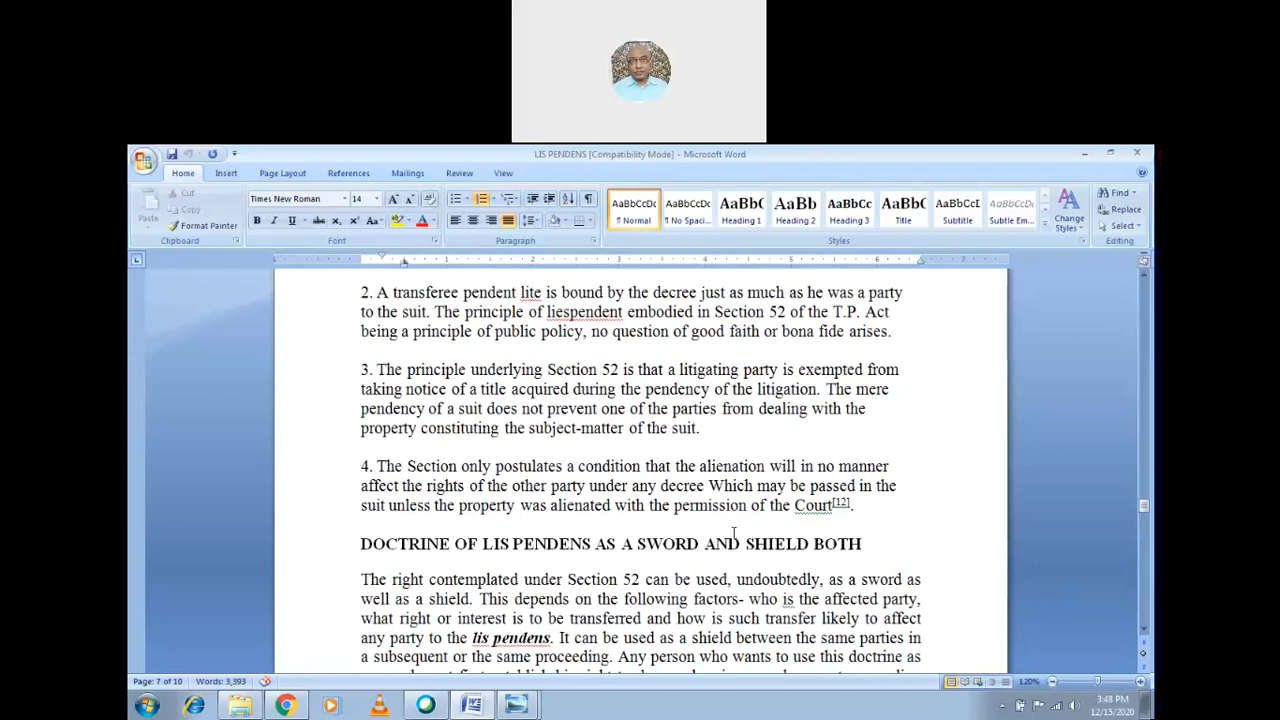 LIS PENDENS [Compatibility Mode] - Microsoft Word
Home Insert Page Layout References Mailings Review View
Cut
Copy
Paste
Format Painter
Times New Roman 14
AaBbCcDc AaBbCcDc AaBbC AaBb AaBbCc AaBbC AaBbCcI AaBbCcDc
¶ Normal ¶ No Spaci... Heading 1 Heading 2 Heading 3 Title Subtitle Subtle Em...
Change Styles
Find
Replace
Select
Clipboard Font Paragraph Styles Editing
2. A transferee pendent lite is bound by the decree just as much as he was a party
to the suit. The principle of liespendent embodied in Section 52 of the T.P. Act
being a principle of public policy, no question of good faith or bona fide arises.
3. The principle underlying Section 52 is that a litigating party is exempted from
taking notice of a title acquired during the pendency of the litigation. The mere
pendency of a suit does not prevent one of the parties from dealing with the
property constituting the subject-matter of the suit.
4. The Section only postulates a condition that the alienation will in no manner
affect the rights of the other party under any decree Which may be passed in the
suit unless the property was alienated with the permission of the Court[12].
DOCTRINE OF LIS PENDENS AS A SWORD AND SHIELD BOTH
The right contemplated under Section 52 can be used, undoubtedly, as a sword as
well as a shield. This depends on the following factors- who is the affected party,
what right or interest is to be transferred and how is such transfer likely to affect
any party to the lis pendens. It can be used as a shield between the same parties in
a subsequent or the same proceeding. Any person who wants to use this doctrine as
Page: 7 of 10 Words: 3,393 120%
3:48 PM
12/15/2020